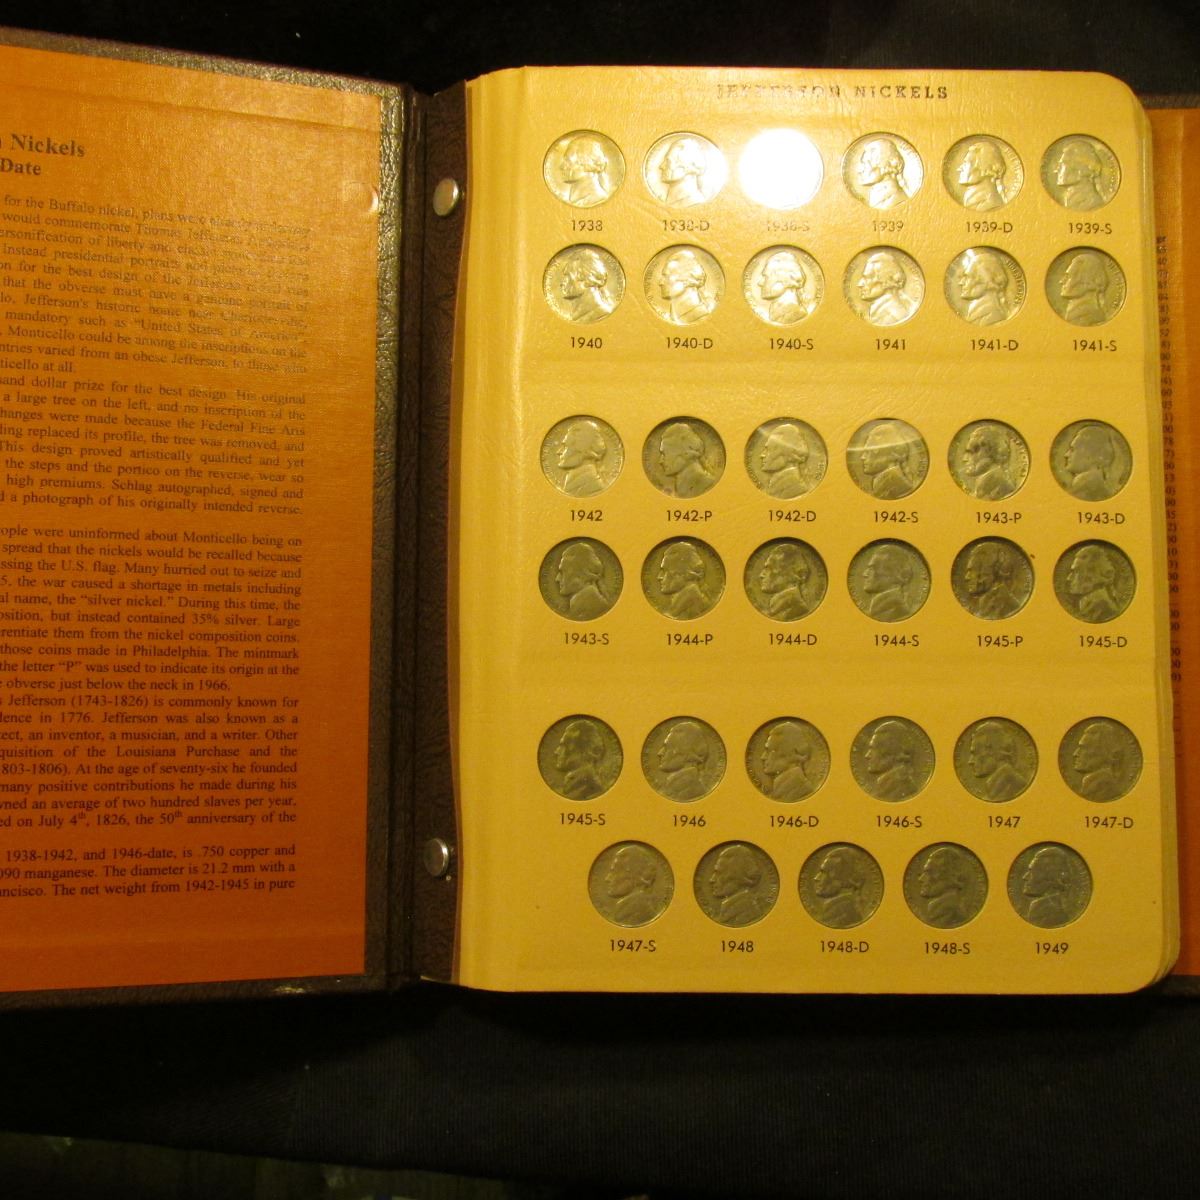 Nickels
Date
for the Buffalo nickel, plans were already
would commemorate Thomas Jefferson.
ersonification of liberty and
Instead presidential portraits and
on for the best design of the Jefferson nickel was
that the obverse must have a genuine portrait of
lo, Jefferson's historic home near Charlottesville,
mandatory such as "United States of America"
. Monticello could be among the inscriptions on the
ntries varied from an obese Jefferson, to those who
ticello at all.
sand dollar prize for the best design. His original
a large tree on the left, and no inscription of the
changes were made because the Federal Fine Arts
ding replaced its profile, the tree was removed, and
This design proved artistically qualified and yet
the steps and the portico on the reverse, wear so
high premiums. Schlag autographed, signed and
d a photograph of his originally intended reverse.
eople were uninformed about Monticello being on
spread that the nickels would be recalled because
ssing the U.S. flag. Many hurried out to seize and
5, the war caused a shortage in metals including
al name, the "silver nickel." During this time, the
position, but instead contained 35% silver. Large
erentiate them from the nickel composition coins.
those coins made in Philadelphia. The mintmark
the letter "P" was used to indicate its origin at the
e obverse just below the neck in 1966.
s Jefferson (1743-1826) is commonly known for
dence in 1776. Jefferson was also known as a
tect, an inventor, a musician, and a writer. Other
quisition of the Louisiana Purchase and the
1803-1806). At the age of seventy-six he founded
many positive contributions he made during his
wned an average of two hundred slaves per year.
ed on July 4th, 1826, the 50th anniversary of the
1938-1942, and 1946-date, is .750 copper and
090 manganese. The diameter is 21.2 mm with a
ancisco. The net weight from 1942-1945 in pure
JEFFERSON NICKELS
1938 1938-D 1938-S 1939 1939-D 1939-S
1940 1940-D 1940-S 1941 1941-D 1941-S
1942 1942-P 1942-D 1942-S 1943-P 1943-D
1943-S 1944-P 1944-D 1944-S 1945-P 1945-D
1945-S 1946 1946-D 1946-S 1947 1947-D
1947-S 1948 1948-D 1948-S 1949